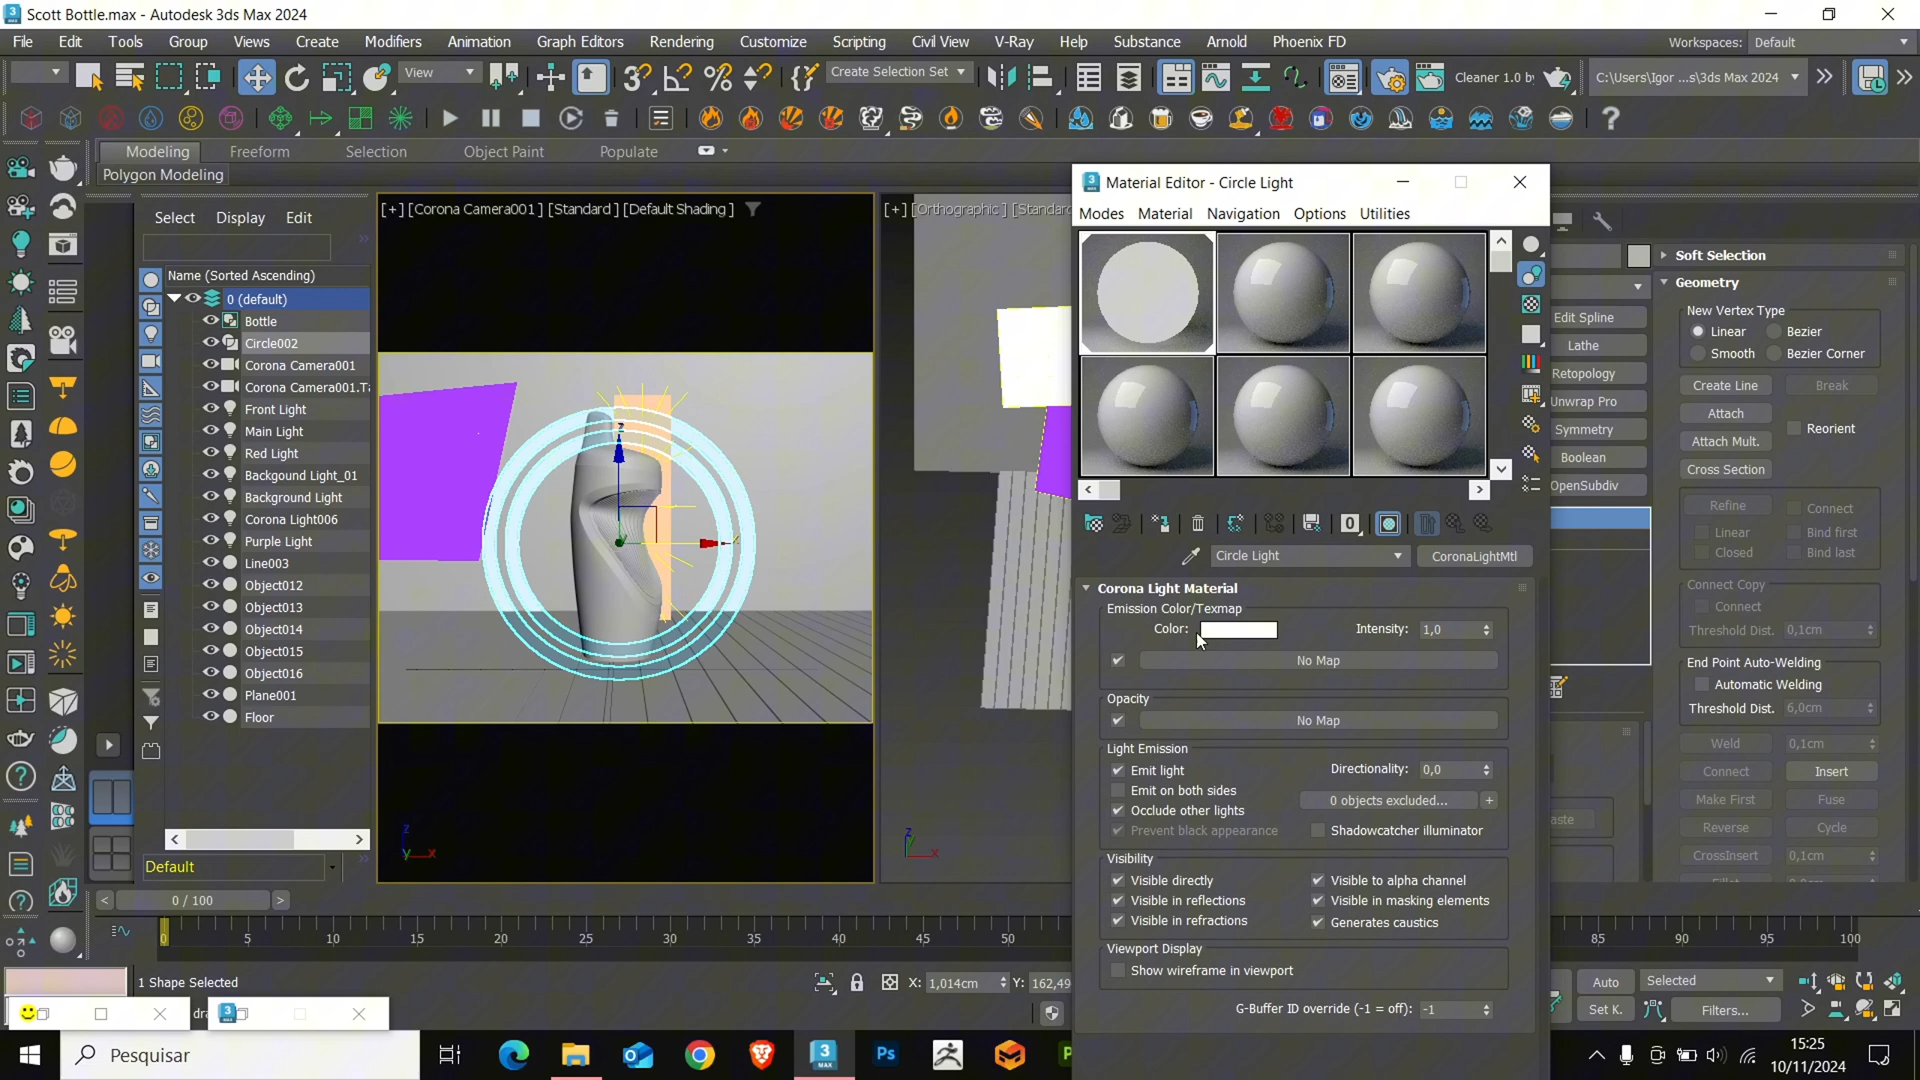 Scott Bottle.max - Autodesk 3ds Max 2024
File Edit Tools Group Views Create Modifiers Animation Graph Editors Rendering Customize Scripting Civil View V-Ray Help Substance Arnold Phoenix FD Workspaces: Default
View Create Selection Set Cleaner 1.0 by C:\Users\Igor ...s\3ds Max 2024
Modeling Freeform Selection Object Paint Populate
Polygon Modeling
Select Display Edit
Name (Sorted Ascending)
0 (default)
Bottle
Circle002
Corona Camera001
Corona Camera001.Ta
Front Light
Main Light
Red Light
Backgound Light_01
Background Light
Corona Light006
Purple Light
Line003
Object012
Object013
Object014
Object015
Object016
Plane001
Floor
Default
[+] [Corona Camera001] [Standard] [Default Shading]
[+] [Orthographic] [Standard
Material Editor - Circle Light
Modes Material Navigation Options Utilities
Circle Light CoronaLightMtl
Corona Light Material
Emission Color/Texmap
Color: Intensity: 1,0
No Map
Opacity
No Map
Light Emission
Emit light Directionality: 0,0
Emit on both sides 0 objects excluded... +
Occlude other lights
Prevent black appearance Shadowcatcher illuminator
Visibility
Visible directly Visible to alpha channel
Visible in reflections Visible in masking elements
Visible in refractions Generates caustics
Viewport Display
Show wireframe in viewport
G-Buffer ID override (-1 = off): -1
Edit Spline
Lathe
Retopology
Unwrap Pro
Symmetry
Boolean
OpenSubdiv
Soft Selection
Geometry
New Vertex Type
Linear Bezier
Smooth Bezier Corner
Create Line Break
Attach
Reorient
Attach Mult.
Cross Section
Refine Connect
Linear Bind first
Closed Bind last
Connect Copy
Connect
Threshold Dist. 0,1cm
End Point Auto-Welding
Automatic Welding
Threshold Dist. 6,0cm
Weld 0,1cm
Connect Insert
Make First Fuse
Reverse Cycle
CrossInsert 0,1cm
0 / 100
0 5 10 15 20 25 30 35 40 45 50 85 90 95 100
1 Shape Selected X: 1,014cm Y: 162,49
Auto Selected
Set K. Filters...
Pesquisar
15:25
10/11/2024